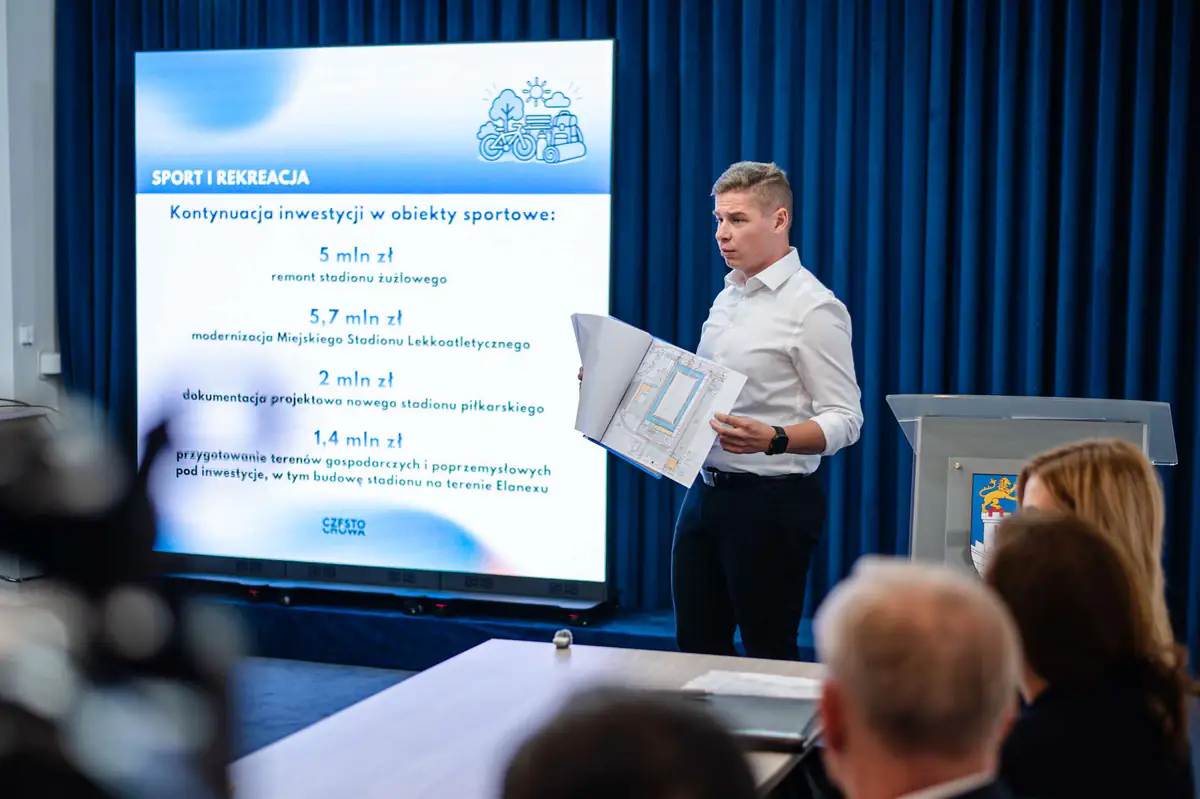 SPORT I REKREACJA
Kontynuacja inwestycji w obiekty sportowe:
5 mln zł
remont stadionu żużlowego
5,7 mln zł
modernizacja Miejskiego Stadionu Lekkoatletycznego
2 mln zł
dokumentacja projektowa nowego stadionu piłkarskiego
1,4 mln zł
przygotowanie terenów gospodarczych i poprzemysłowych
pod inwestycje, w tym budowę stadionu na terenie Elanexu
CZĘSTO
CHOWA